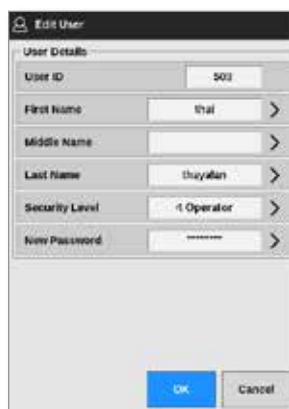 Edit User
User Details
User ID 503
First Name thai
Middle Name
Last Name thayalan
Security Level 4 Operator
New Password ********
OK Cancel